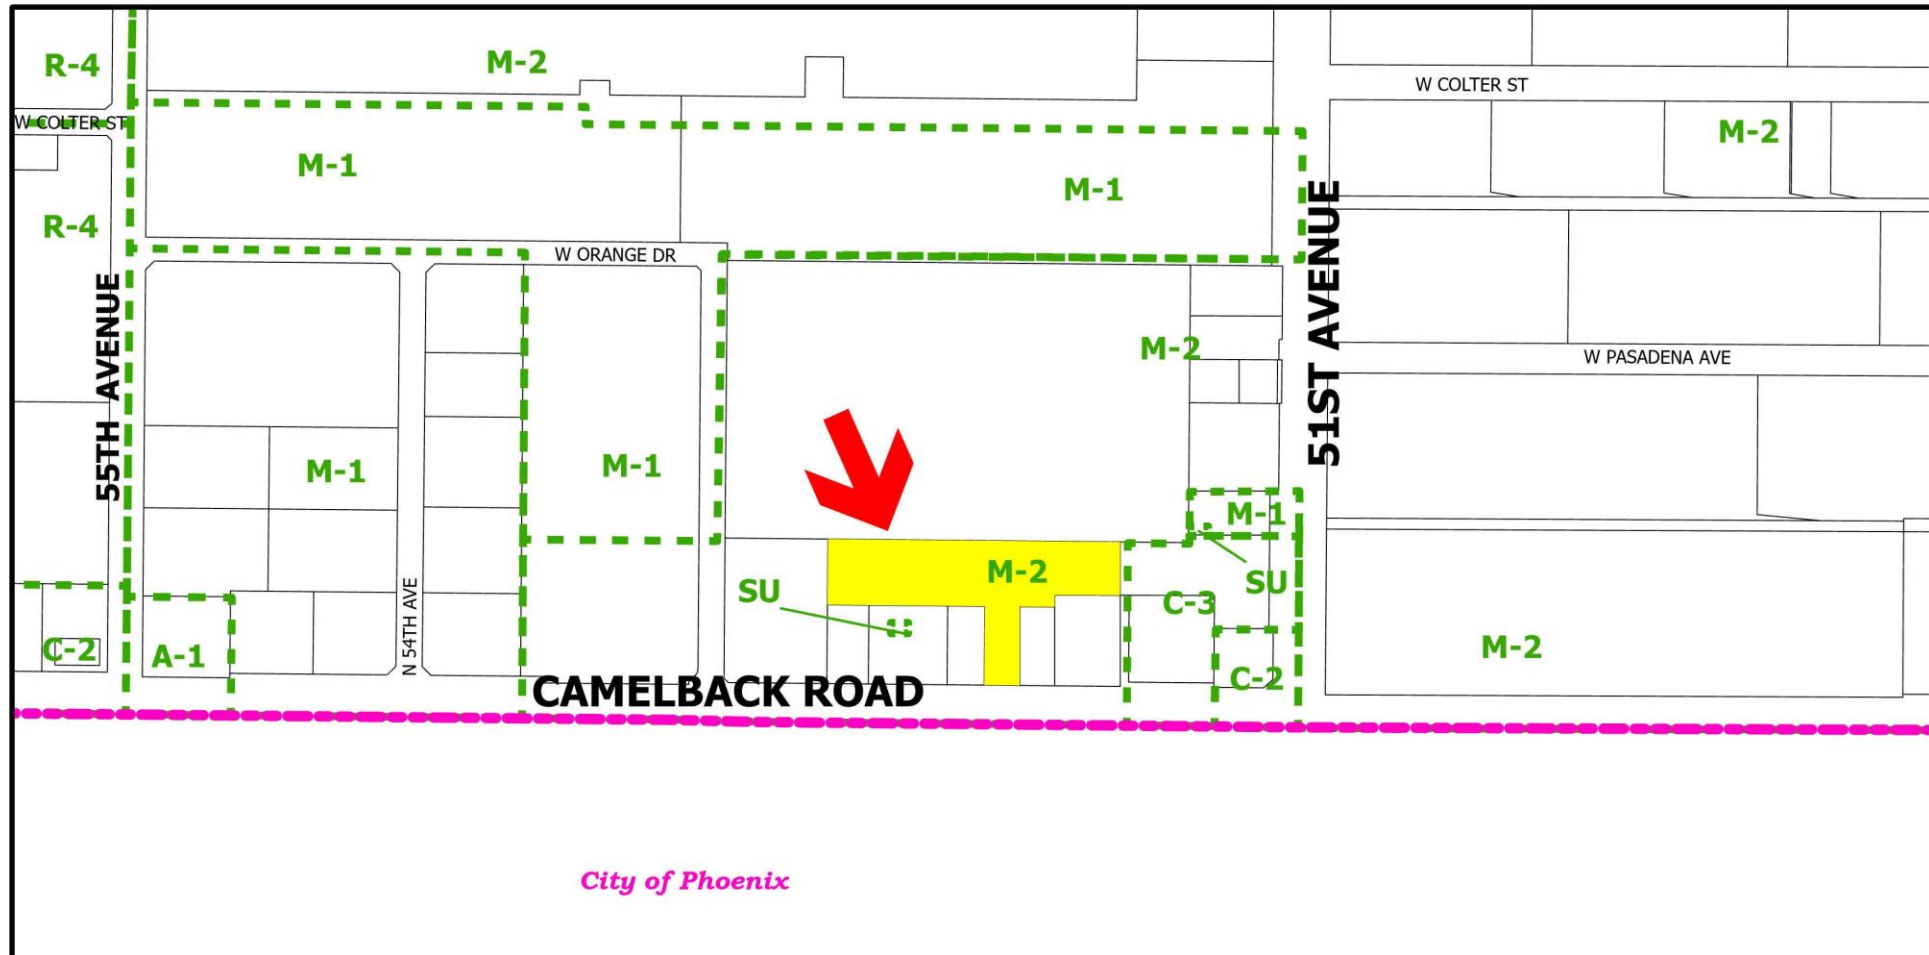 R-4
M-2
W COLTER ST
W COLTER ST
M-2
M-1
M-1
R-4
W ORANGE DR
55TH AVENUE
51ST AVENUE
M-2
W PASADENA AVE
M-1
M-1
M-1
M-2
SU
SU
C-3
N 54TH AVE
C-2
A-1
M-2
C-2
CAMELBACK ROAD
City of Phoenix